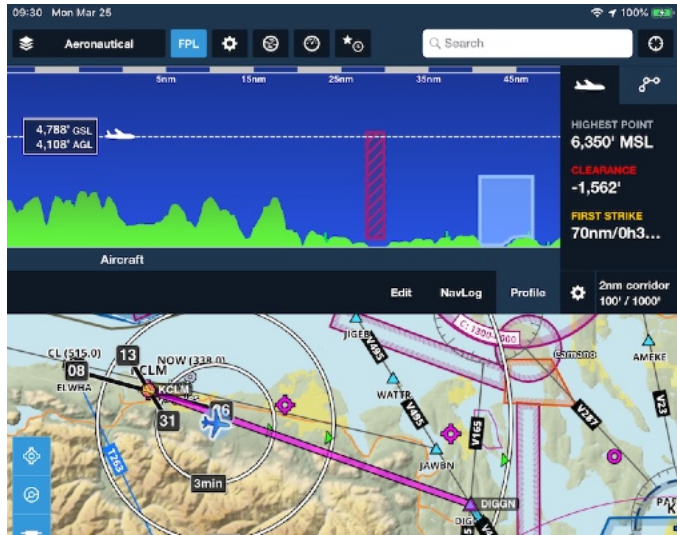 09:30 Mon Mar 25
100%
Aeronautical
FPL
Search
5nm 15nm 25nm 35nm 45nm
4,788' GSL
4,108' AGL
HIGHEST POINT
6,350' MSL
CLEARANCE
-1,562'
FIRST STRIKE
70nm/0h3...
Aircraft
Edit NavLog Profile
2nm corridor
100' / 1000'
CL (515.0)
13
NOW (338.0)
08
CLM
KCLM
ELWHA
31
26
T263
3min
JIGEB
V495
WATTR
V495
JAWBN
V165
DIGGN
camano
AMEKE
V23
V287